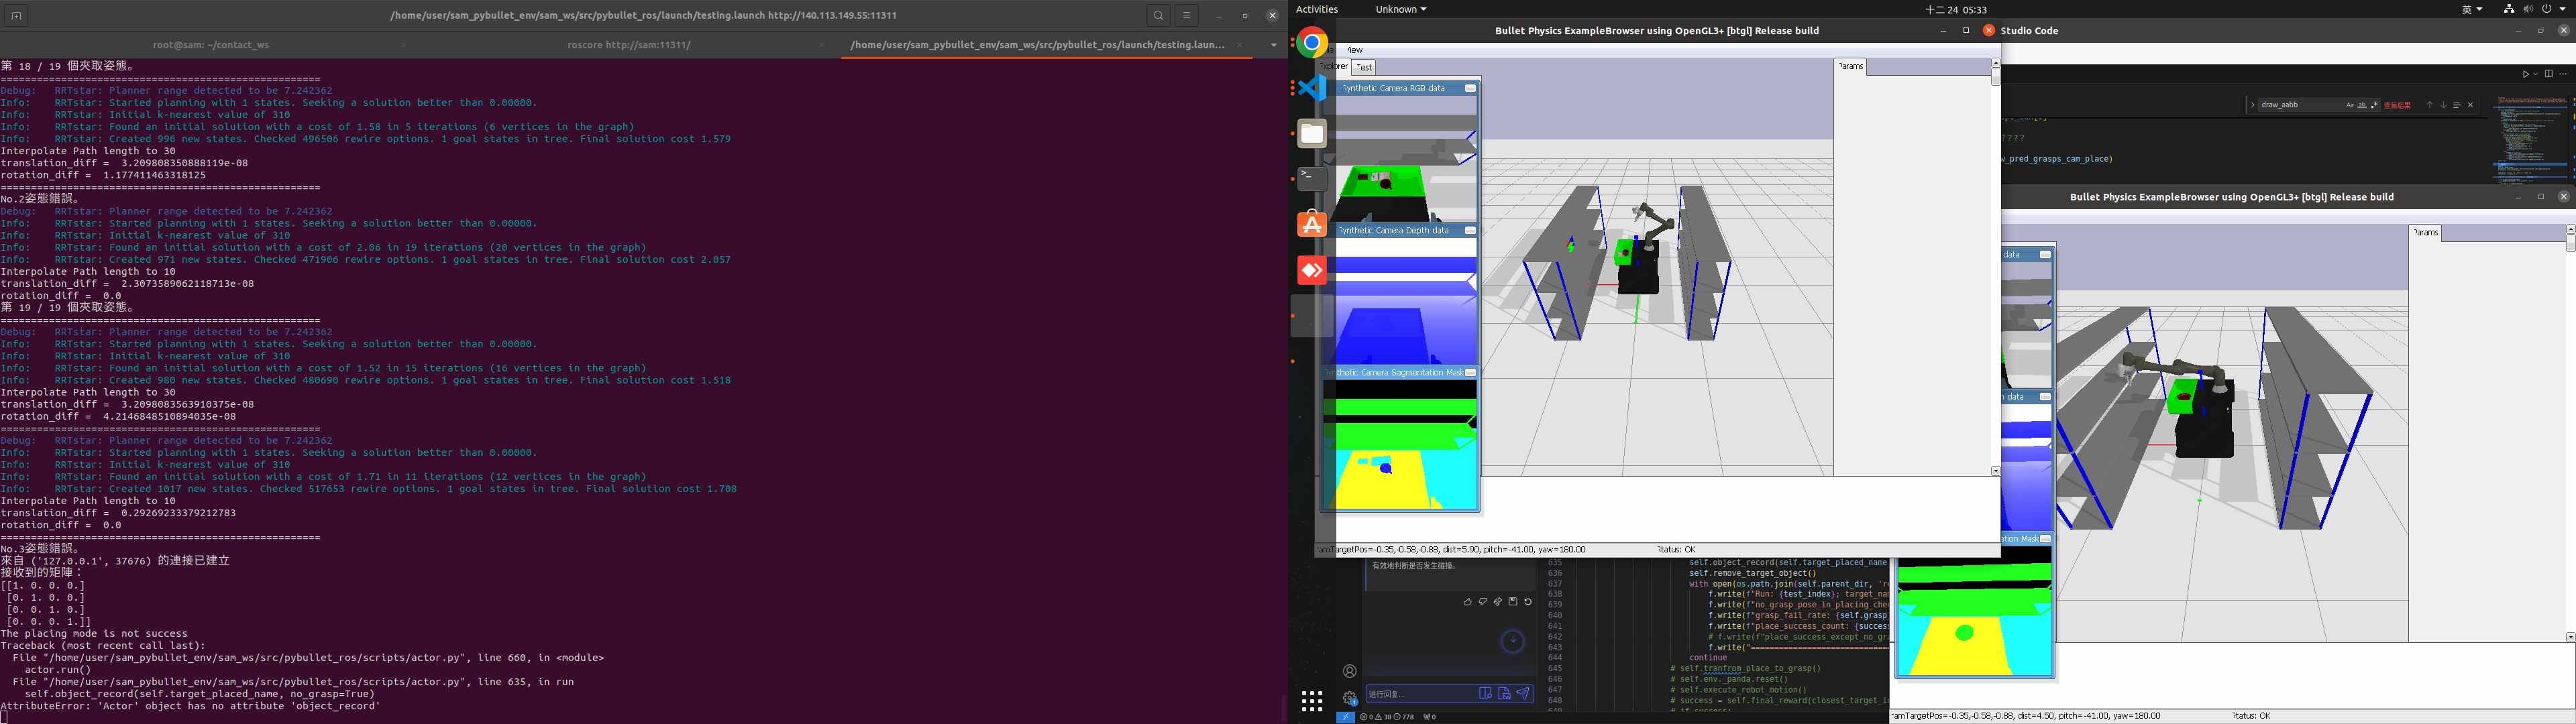 /home/user/sam_pybullet_env/sam_ws/src/pybullet_ros/launch/testing.launch http://140.113.149.55:11311
root@sam: ~/contact_ws
roscore http://sam:11311/
/home/user/sam_pybullet_env/sam_ws/src/pybullet_ros/launch/testing.laun...
第 18 / 19 個夾取姿態。
=====================================================
Debug:   RRTstar: Planner range detected to be 7.242362
Info:    RRTstar: Started planning with 1 states. Seeking a solution better than 0.00000.
Info:    RRTstar: Initial k-nearest value of 310
Info:    RRTstar: Found an initial solution with a cost of 1.58 in 5 iterations (6 vertices in the graph)
Info:    RRTstar: Created 996 new states. Checked 496506 rewire options. 1 goal states in tree. Final solution cost 1.579
Interpolate Path length to 30
translation_diff =  3.209808350888119e-08
rotation_diff =  1.177411463318125
=====================================================
No.2姿態錯誤。
Debug:   RRTstar: Planner range detected to be 7.242362
Info:    RRTstar: Started planning with 1 states. Seeking a solution better than 0.00000.
Info:    RRTstar: Initial k-nearest value of 310
Info:    RRTstar: Found an initial solution with a cost of 2.06 in 19 iterations (20 vertices in the graph)
Info:    RRTstar: Created 971 new states. Checked 471906 rewire options. 1 goal states in tree. Final solution cost 2.057
Interpolate Path length to 10
translation_diff =  2.3073589062118713e-08
rotation_diff =  0.0
第 19 / 19 個夾取姿態。
=====================================================
Debug:   RRTstar: Planner range detected to be 7.242362
Info:    RRTstar: Started planning with 1 states. Seeking a solution better than 0.00000.
Info:    RRTstar: Initial k-nearest value of 310
Info:    RRTstar: Found an initial solution with a cost of 1.52 in 15 iterations (16 vertices in the graph)
Info:    RRTstar: Created 980 new states. Checked 480690 rewire options. 1 goal states in tree. Final solution cost 1.518
Interpolate Path length to 30
translation_diff =  3.2098083563910375e-08
rotation_diff =  4.2146848510894035e-08
=====================================================
Debug:   RRTstar: Planner range detected to be 7.242362
Info:    RRTstar: Started planning with 1 states. Seeking a solution better than 0.00000.
Info:    RRTstar: Initial k-nearest value of 310
Info:    RRTstar: Found an initial solution with a cost of 1.71 in 11 iterations (12 vertices in the graph)
Info:    RRTstar: Created 1017 new states. Checked 517653 rewire options. 1 goal states in tree. Final solution cost 1.708
Interpolate Path length to 10
translation_diff =  0.29269233379212783
rotation_diff =  0.0
=====================================================
No.3姿態錯誤。
來自 ('127.0.0.1', 37676) 的連接已建立
接收到的矩陣：
[[1. 0. 0. 0.]
 [0. 1. 0. 0.]
 [0. 0. 1. 0.]
 [0. 0. 0. 1.]]
The placing mode is not success
Traceback (most recent call last):
  File "/home/user/sam_pybullet_env/sam_ws/src/pybullet_ros/scripts/actor.py", line 660, in <module>
    actor.run()
  File "/home/user/sam_pybullet_env/sam_ws/src/pybullet_ros/scripts/actor.py", line 635, in run
    self.object_record(self.target_placed_name, no_grasp=True)
AttributeError: 'Actor' object has no attribute 'object_record'
Activities
Unknown
十二 24 05:33
英
Bullet Physics ExampleBrowser using OpenGL3+ [btgl] Release build
Studio Code
View
Explorer
Test
Params
Synthetic Camera RGB data
Synthetic Camera Depth data
Synthetic Camera Segmentation Mask
camTargetPos=-0.35,-0.58,-0.88, dist=5.90, pitch=-41.00, yaw=180.00
Status: OK
draw_aabb
Aa
ab
查無結果
????
w_pred_grasps_cam_place)
Bullet Physics ExampleBrowser using OpenGL3+ [btgl] Release build
Params
data
data
tion Mask
有效地判断是否发生碰撞。
进行回复...
635 self.object_record(self.target_placed_name
636 self.remove_target_object()
637 with open(os.path.join(self.parent_dir, 're
638 f.write(f"Run: {test_index}; target_nam
639 f.write(f"no_grasp_pose_in_placing_chec
640 f.write(f"grasp_fail_rate: {self.grasp_
641 f.write(f"place_success_count: {success
642 # f.write(f"place_success_except_no_gra
643 f.write("=============================
644 continue
645 # self.tranfrom_place_to_grasp()
646 # self.env._panda.reset()
647 # self.execute_robot_motion()
648 # success = self.final_reward(closest_target_in
649 # if success:
0 38 778 0
camTargetPos=-0.35,-0.58,-0.88, dist=4.50, pitch=-41.00, yaw=180.00
Status: OK